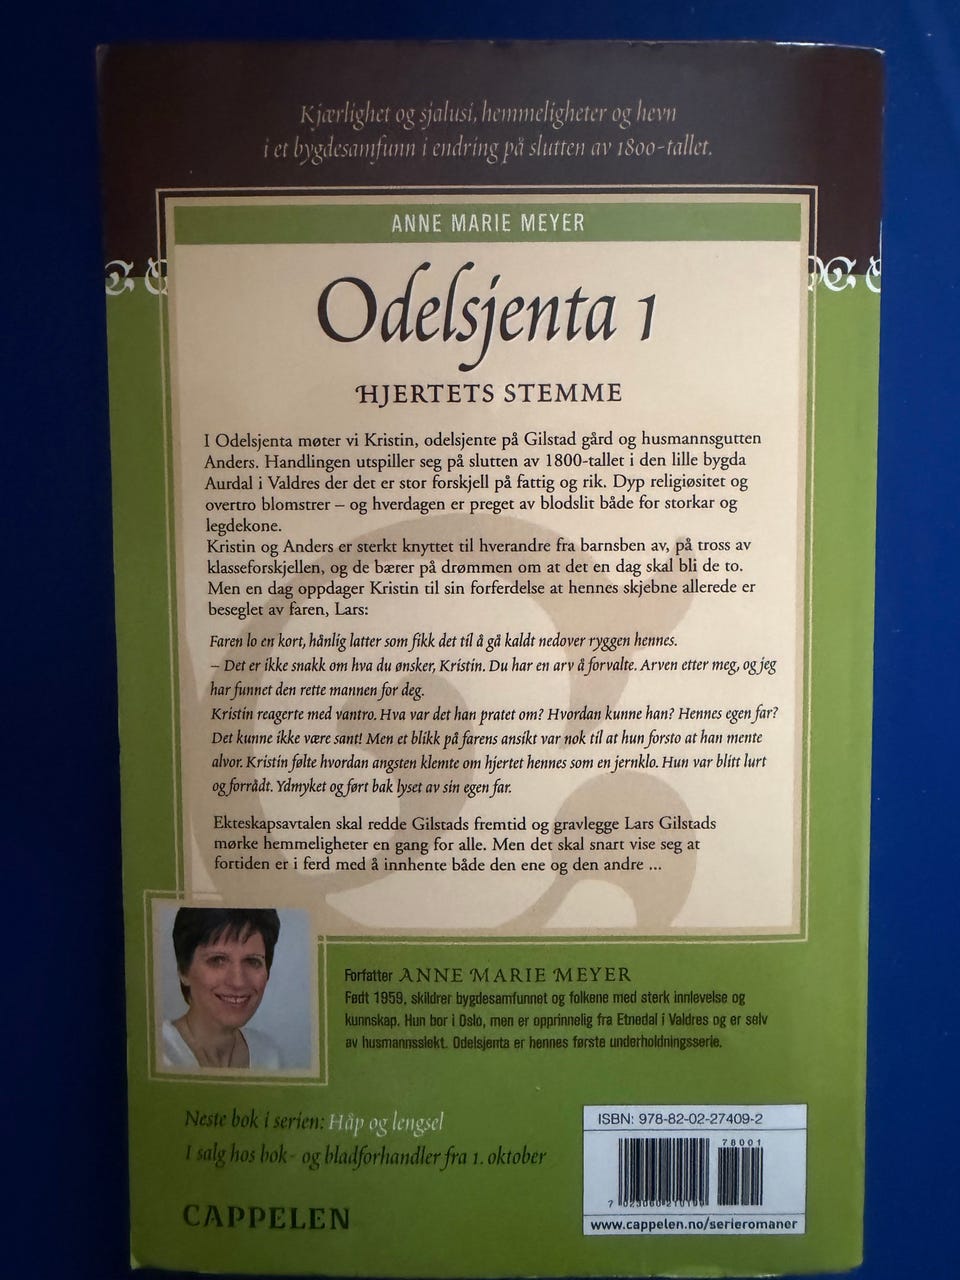 Kjærlighet og sjalusi, hemmeligheter og hevn
i et bygdesamfunn i endring på slutten av 1800-tallet.
ANNE MARIE MEYER
Odelsjenta 1
HJERTETS STEMME
I Odelsjenta møter vi Kristin, odelsjente på Gilstad gård og husmannsgutten
Anders. Handlingen utspiller seg på slutten av 1800-tallet i den lille bygda
Aurdal i Valdres der det er stor forskjell på fattig og rik. Dyp religiøsitet og
overtro blomstrer – og hverdagen er preget av blodslit både for storkar og
legdekone.
Kristin og Anders er sterkt knyttet til hverandre fra barnsben av, på tross av
klasseforskjellen, og de bærer på drømmen om at det en dag skal bli de to.
Men en dag oppdager Kristin til sin forferdelse at hennes skjebne allerede er
beseglet av faren, Lars:
Faren lo en kort, hånlig latter som fikk det til å gå kaldt nedover ryggen hennes.
– Det er ikke snakk om hva du ønsker, Kristin. Du har en arv å forvalte. Arven etter meg, og jeg
har funnet den rette mannen for deg.
Kristin reagerte med vantro. Hva var det han pratet om? Hvordan kunne han? Hennes egen far?
Det kunne ikke være sant! Men et blikk på farens ansikt var nok til at hun forsto at han mente
alvor. Kristin følte hvordan angsten klemte om hjertet hennes som en jernklo. Hun var blitt lurt
og forrådt. Ydmyket og ført bak lyset av sin egen far.
Ekteskapsavtalen skal redde Gilstads fremtid og gravlegge Lars Gilstads
mørke hemmeligheter en gang for alle. Men det skal snart vise seg at
fortiden er i ferd med å innhente både den ene og den andre ...
Forfatter ANNE MARIE MEYER
Født 1959, skildrer bygdesamfunnet og folkene med sterk innlevelse og
kunnskap. Hun bor i Oslo, men er opprinnelig fra Etnedal i Valdres og er selv
av husmannsslekt. Odelsjenta er hennes første underholdningsserie.
Neste bok i serien: Håp og lengsel
I salg hos bok- og bladforhandler fra 1. oktober
CAPPELEN
ISBN: 978-82-02-27409-2
78001
www.cappelen.no/serieromaner